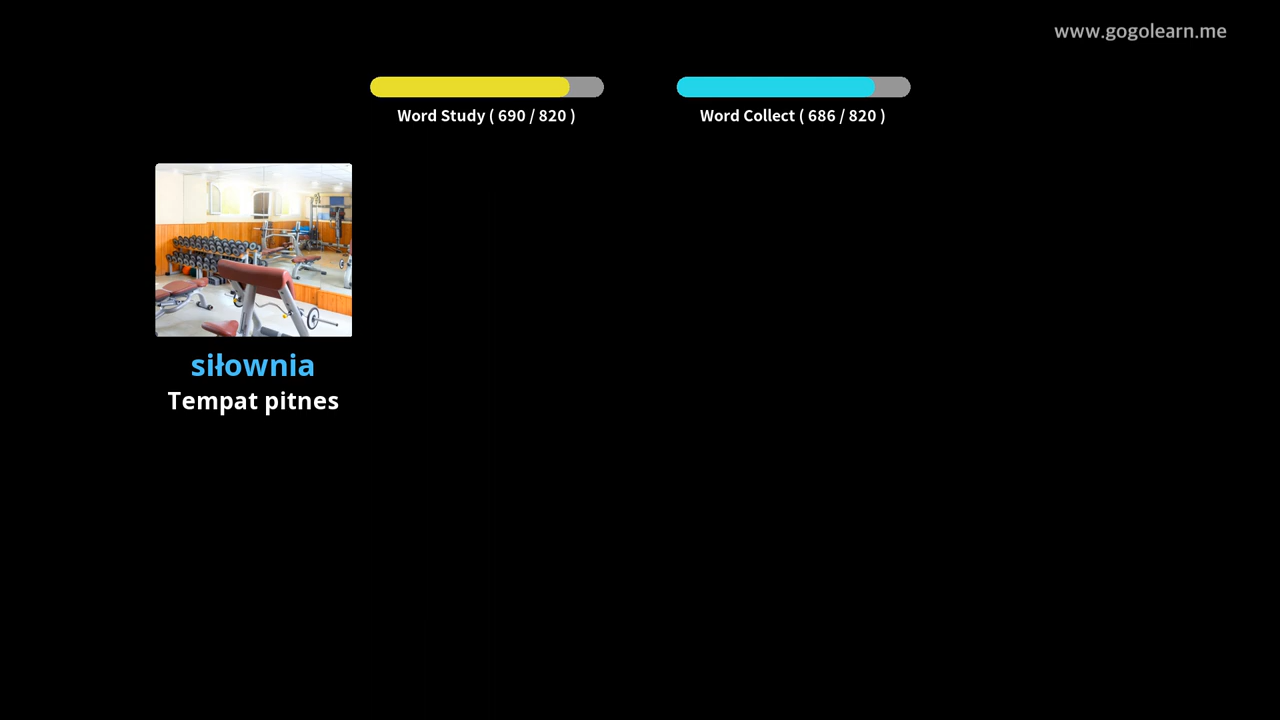 www.gogolearn.me
Word Study ( 690 / 820 )
Word Collect ( 686 / 820 )
siłownia
Tempat pitnes